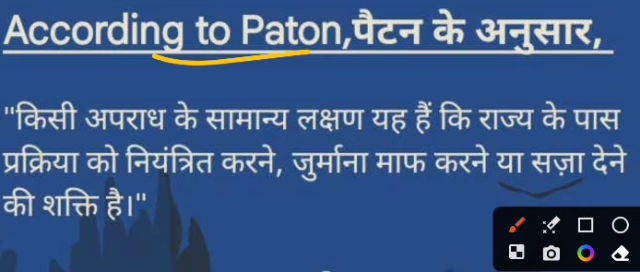 According to Paton,पैटन के अनुसार,
"किसी अपराध के सामान्य लक्षण यह हैं कि राज्य के पास
प्रक्रिया को नियंत्रित करने, जुर्माना माफ करने या सज़ा देने
की शक्ति है।"